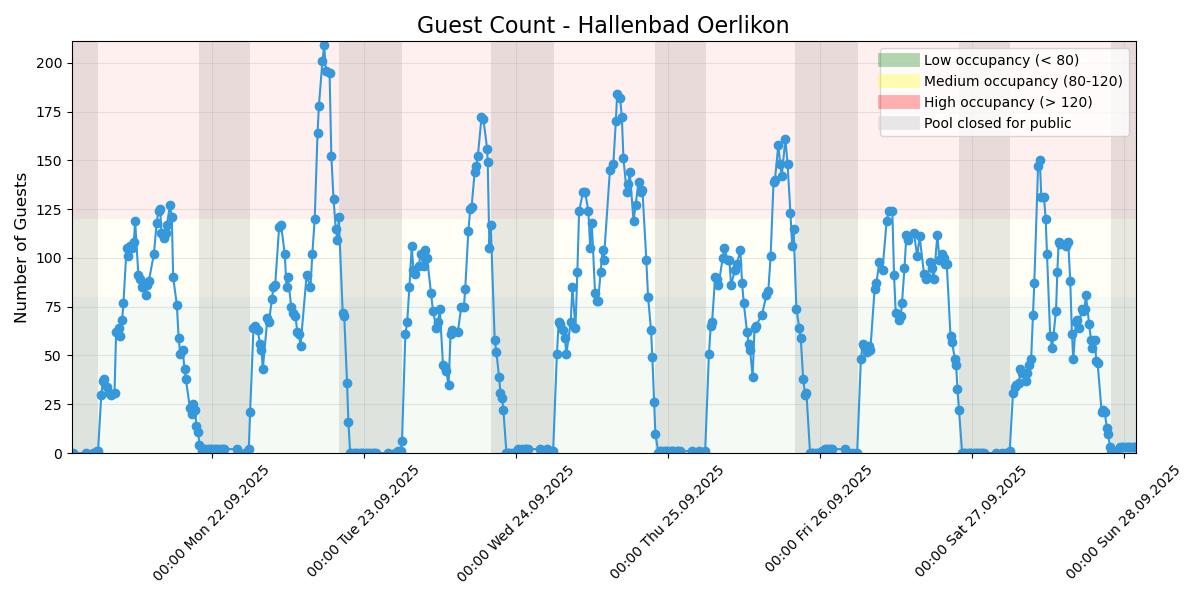 Guest Count - Hallenbad Oerlikon
Number of Guests
200
175
150
125
100
75
50
25
0
Low occupancy (< 80)
Medium occupancy (80-120)
High occupancy (> 120)
Pool closed for public
00:00 Mon 22.09.2025
00:00 Tue 23.09.2025
00:00 Wed 24.09.2025
00:00 Thu 25.09.2025
00:00 Fri 26.09.2025
00:00 Sat 27.09.2025
00:00 Sun 28.09.2025